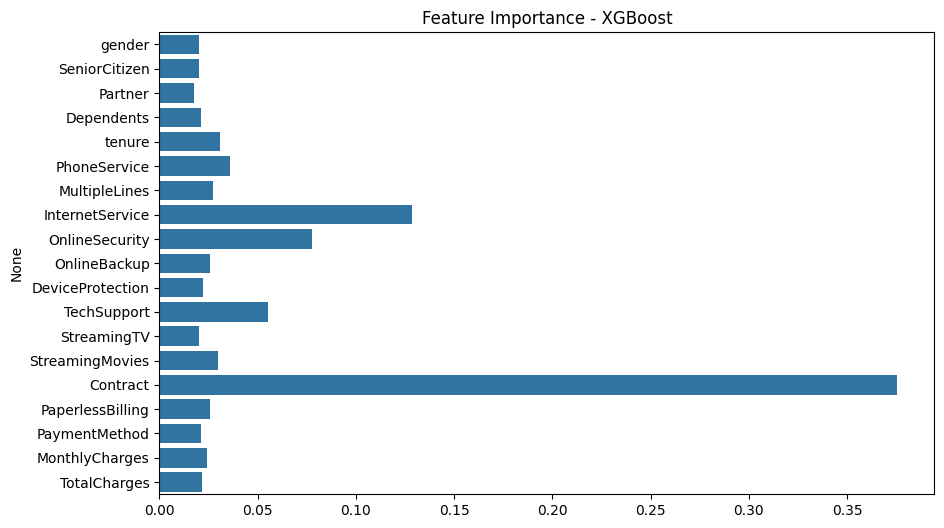 Feature Importance - XGBoost
None
gender
SeniorCitizen
Partner
Dependents
tenure
PhoneService
MultipleLines
InternetService
OnlineSecurity
OnlineBackup
DeviceProtection
TechSupport
StreamingTV
StreamingMovies
Contract
PaperlessBilling
PaymentMethod
MonthlyCharges
TotalCharges
0.00 0.05 0.10 0.15 0.20 0.25 0.30 0.35